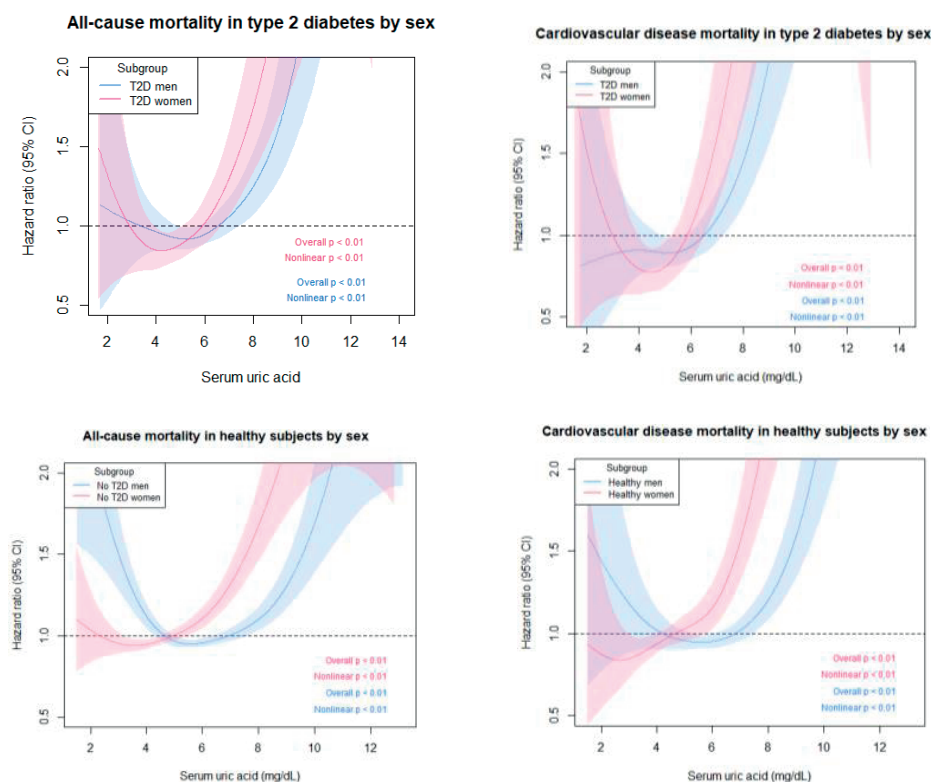 All-cause mortality in type 2 diabetes by sex
Subgroup
T2D men
T2D women
Hazard ratio (95% CI)
2.0
1.5
1.0
0.5
Overall p < 0.01
Nonlinear p < 0.01
Overall p < 0.01
Nonlinear p < 0.01
2 4 6 8 10 12 14
Serum uric acid
Cardiovascular disease mortality in type 2 diabetes by sex
Subgroup
T2D men
T2D women
Hazard ratio (95% CI)
2.0
1.5
1.0
0.5
Overall p < 0.01
Nonlinear p < 0.01
Overall p < 0.01
Nonlinear p < 0.01
2 4 6 8 10 12 14
Serum uric acid (mg/dL)
All-cause mortality in healthy subjects by sex
Subgroup
No T2D men
No T2D women
Hazard ratio (95% CI)
2.0
1.5
1.0
0.5
Overall p < 0.01
Nonlinear p < 0.01
Overall p < 0.01
Nonlinear p < 0.01
2 4 6 8 10 12
Serum uric acid (mg/dL)
Cardiovascular disease mortality in healthy subjects by sex
Subgroup
Healthy men
Healthy women
Hazard ratio (95% CI)
2.0
1.5
1.0
0.5
Overall p < 0.01
Nonlinear p < 0.01
Overall p < 0.01
Nonlinear p < 0.01
2 4 6 8 10 12
Serum uric acid (mg/dL)